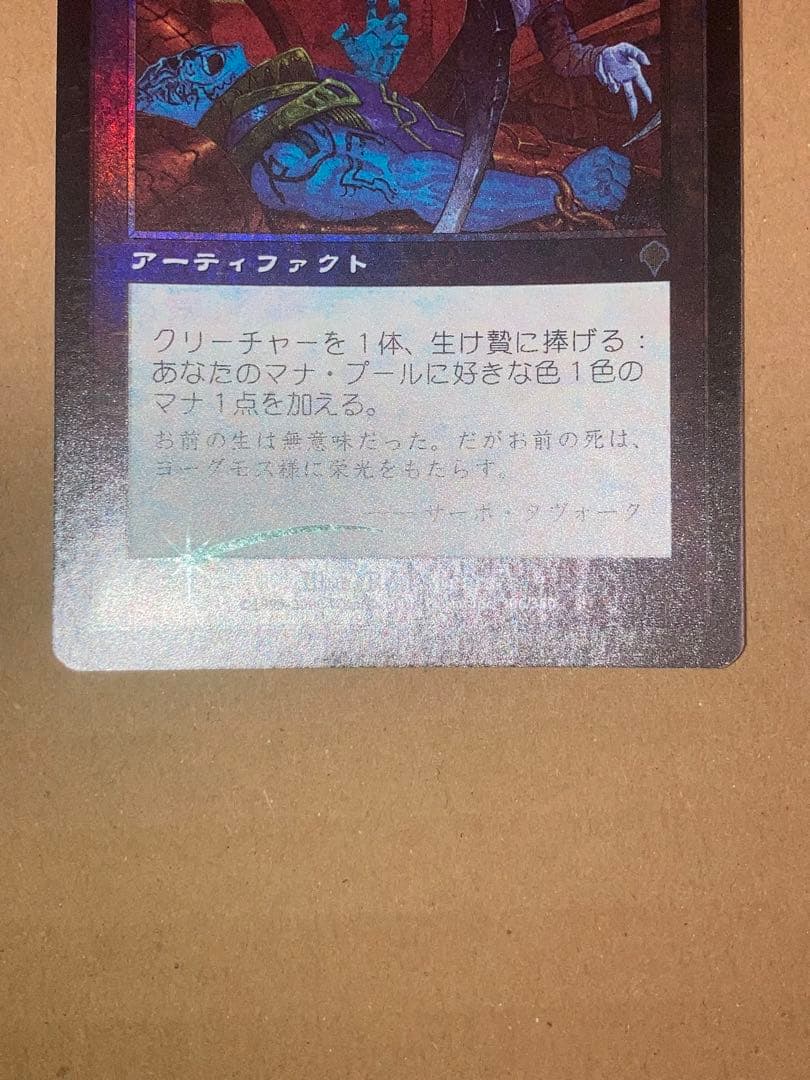 アーティファクト
クリーチャーを1体、生け贄に捧げる：
あなたのマナ・プールに好きな色1色の
マナ1点を加える。
お前の生は無意味だった。だがお前の死は、
ヨーグモス様に栄光をもたらす。
――サーボ・タヴォーク